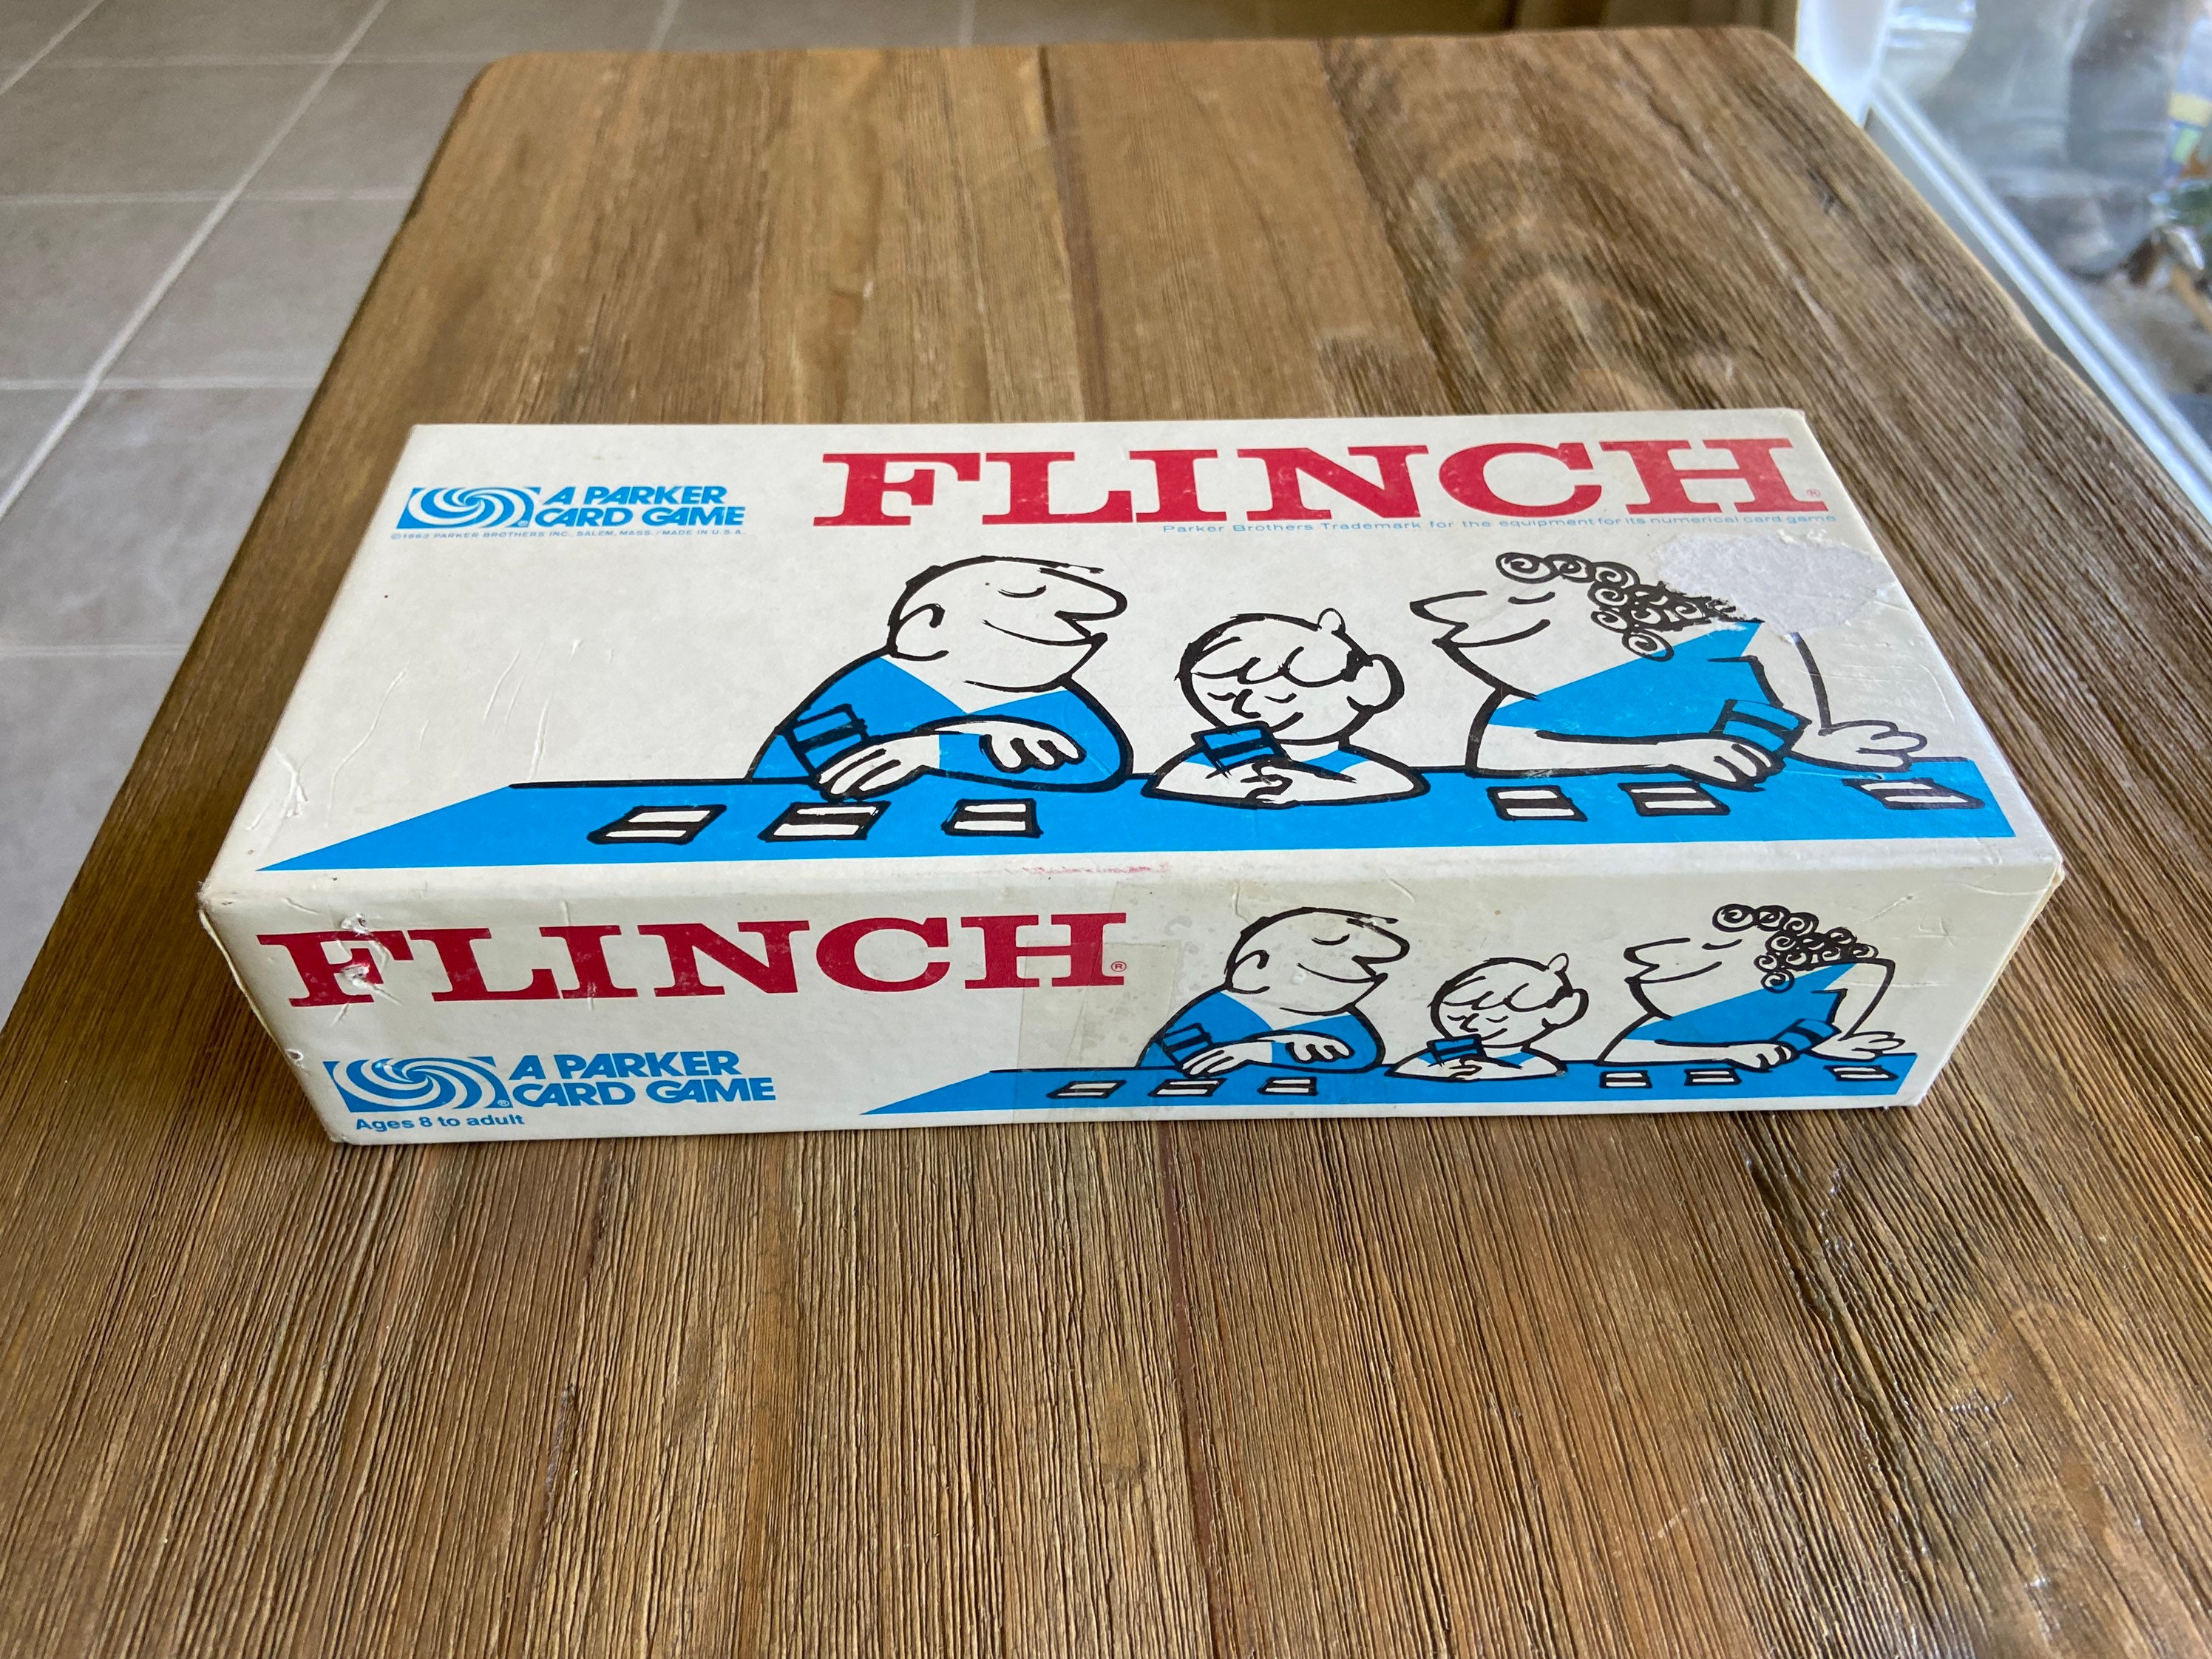 A PARKER
CARD GAME
©1963 PARKER BROTHERS INC. SALEM, MASS./MADE IN U.S.A.
FLINCH®
Parker Brothers Trademark for the equipment for its numerical card game
FLINCH®
A PARKER
CARD GAME
Ages 8 to adult